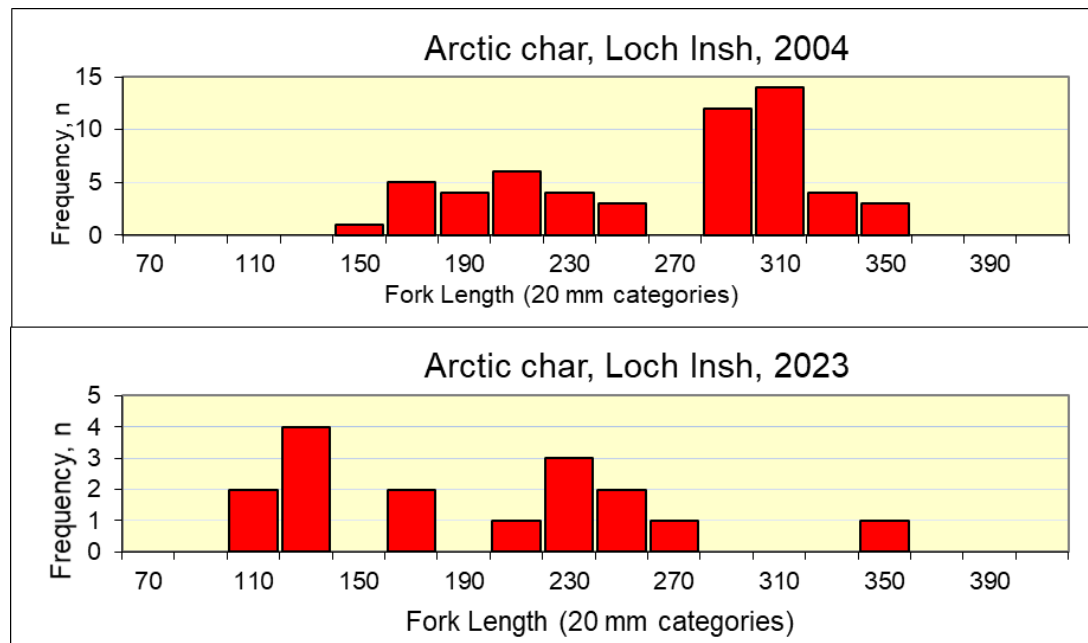 Arctic char, Loch Insh, 2004
Frequency, n
15
10
5
0
70 110 150 190 230 270 310 350 390
Fork Length (20 mm categories)
Arctic char, Loch Insh, 2023
Frequency, n
5
4
3
2
1
0
70 110 150 190 230 270 310 350 390
Fork Length (20 mm categories)